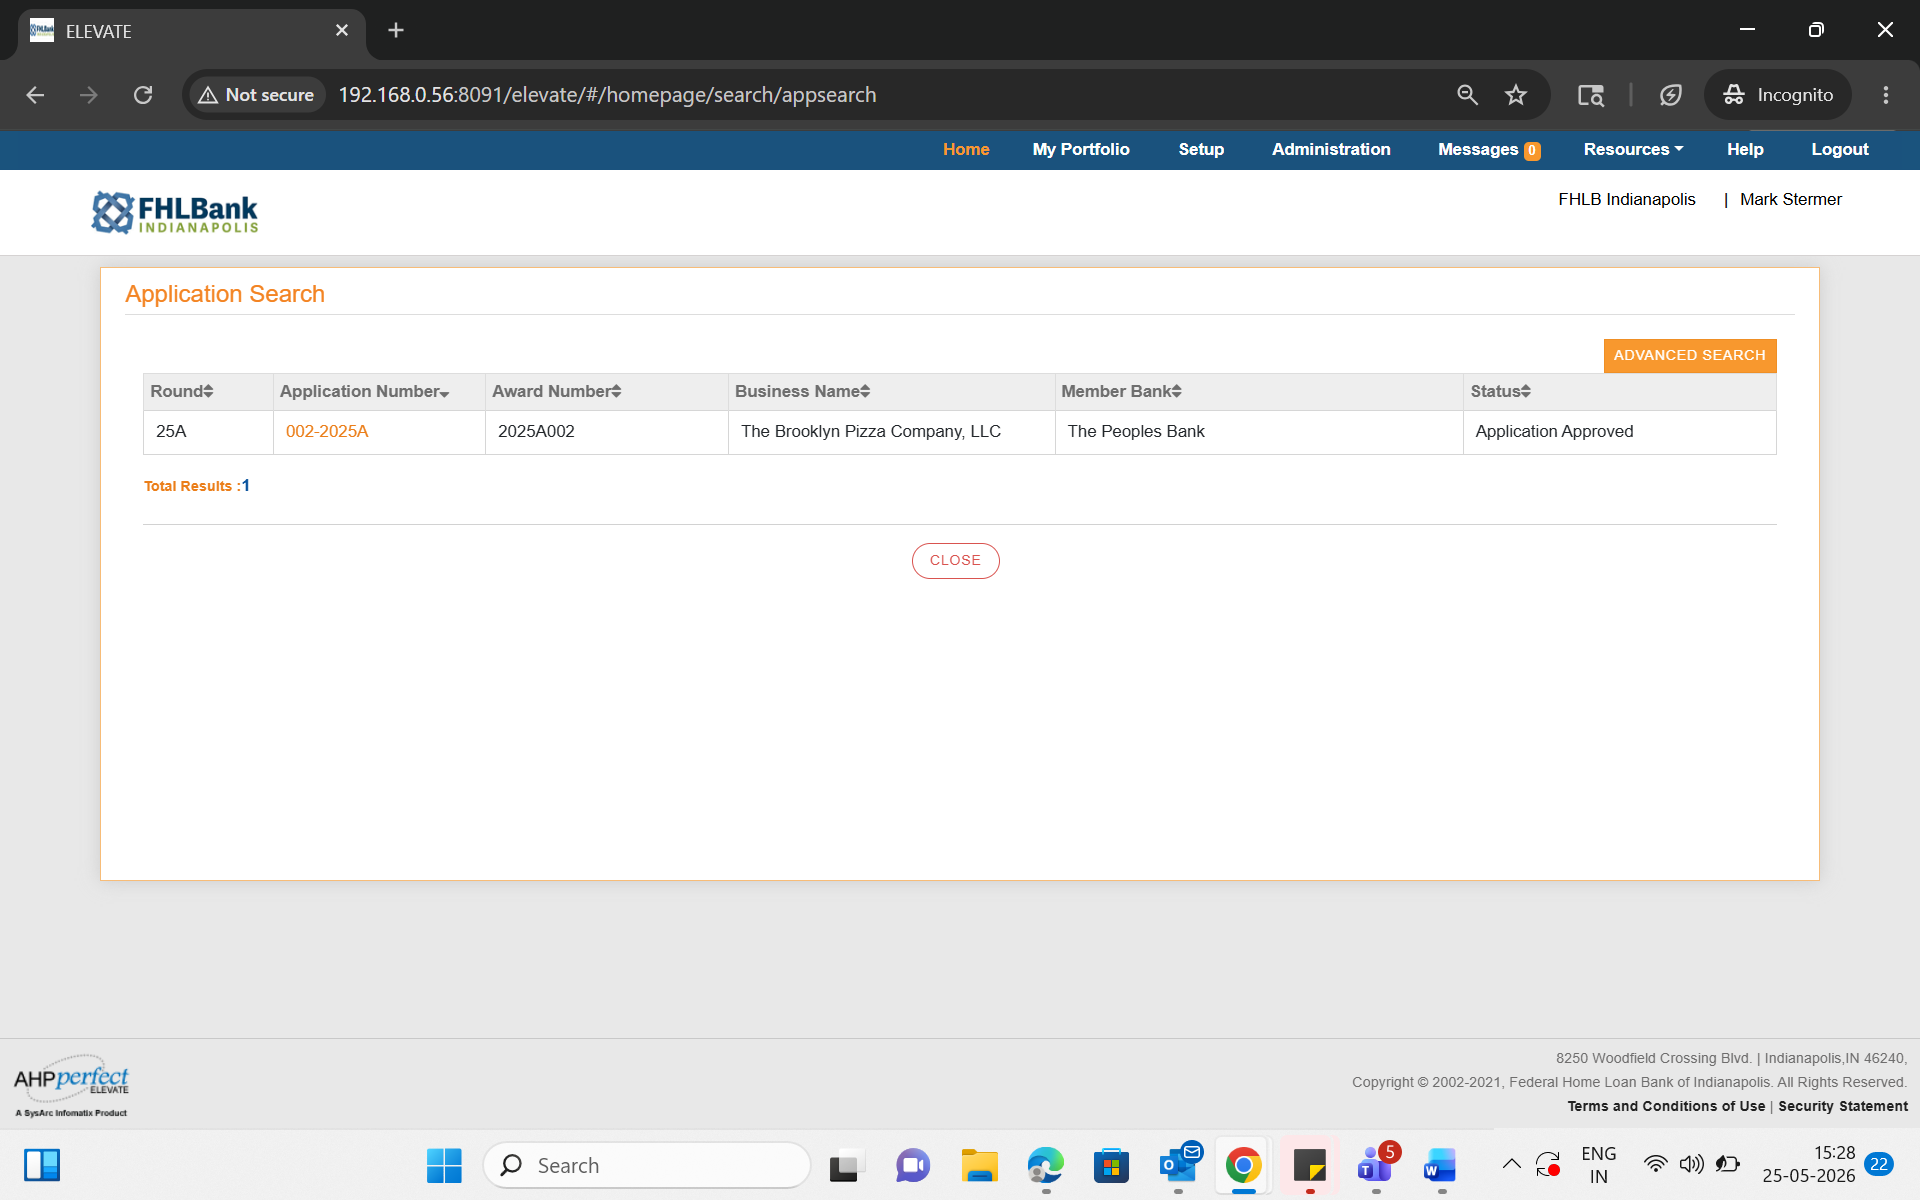 ELEVATE
Not secure 192.168.0.56:8091/elevate/#/homepage/search/appsearch Incognito
Home My Portfolio Setup Administration Messages 0 Resources Help Logout
FHLBank
INDIANAPOLIS
FHLB Indianapolis | Mark Stermer
Application Search
ADVANCED SEARCH
Round Application Number Award Number Business Name Member Bank Status
25A 002-2025A 2025A002 The Brooklyn Pizza Company, LLC The Peoples Bank Application Approved
Total Results :1
CLOSE
8250 Woodfield Crossing Blvd. | Indianapolis,IN 46240,
Copyright © 2002-2021, Federal Home Loan Bank of Indianapolis. All Rights Reserved.
Terms and Conditions of Use | Security Statement
AHPperfect
ELEVATE
A SysArc Infomatix Product
Search
5
ENG
IN
15:28
25-05-2026
22